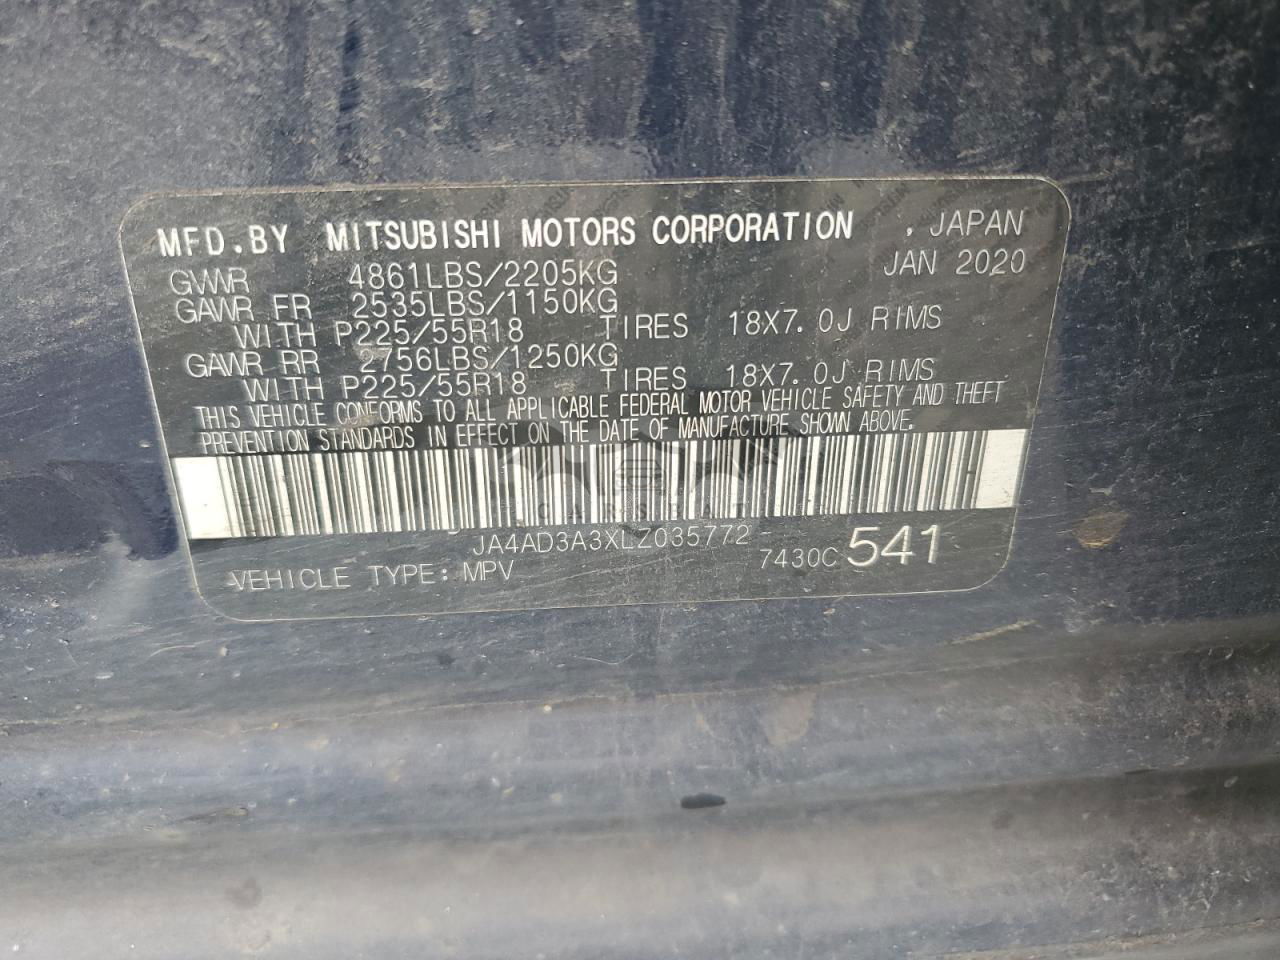 MFD.BY MITSUBISHI MOTORS CORPORATION , JAPAN
GVWR 4861LBS/2205KG JAN 2020
GAWR FR 2535LBS/1150KG
WITH P225/55R18 TIRES 18X7.0J RIMS
GAWR RR 2756LBS/1250KG
WITH P225/55R18 TIRES 18X7.0J RIMS
THIS VEHICLE CONFORMS TO ALL APPLICABLE FEDERAL MOTOR VEHICLE SAFETY AND THEFT
PREVENTION STANDARDS IN EFFECT ON THE DATE OF MANUFACTURE SHOWN ABOVE.
CARSBAT
JA4AD3A3XLZ035772
7430C 541
VEHICLE TYPE: MPV